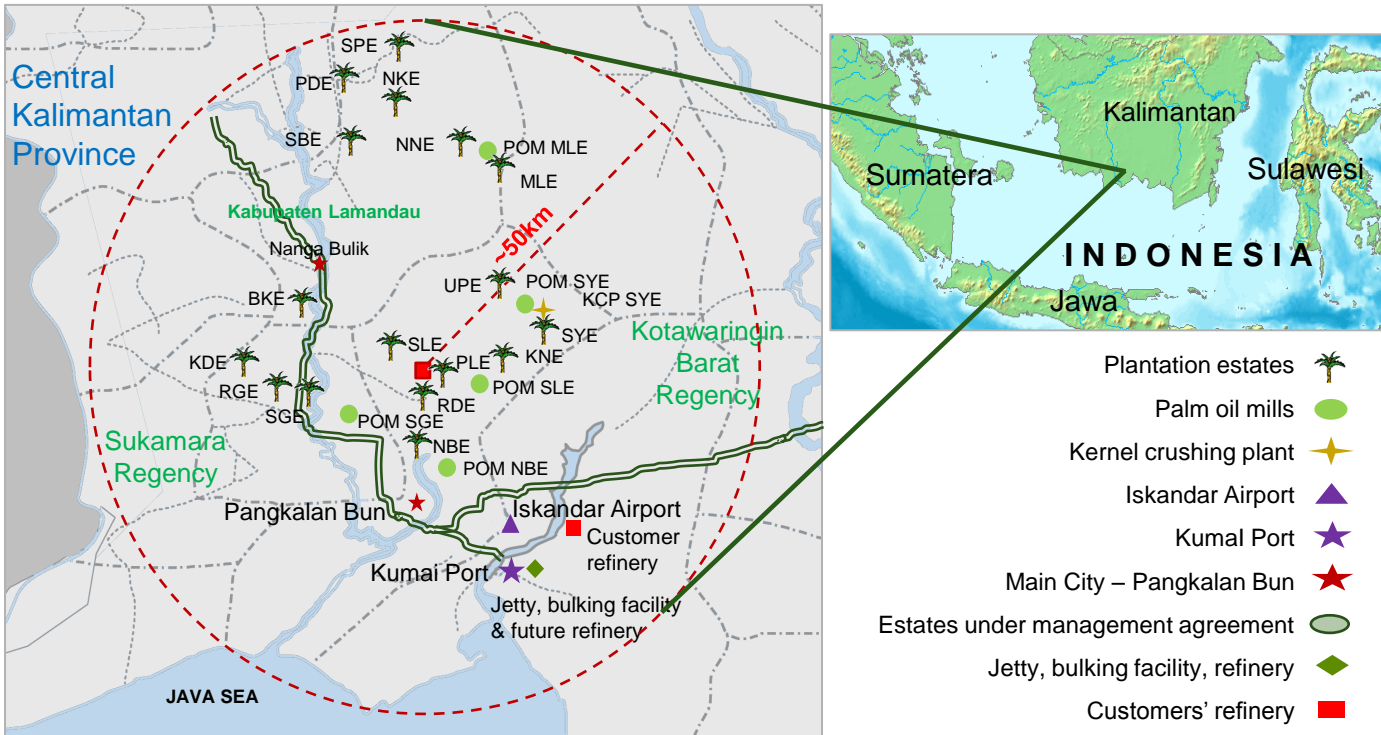 Central
Kalimantan
Province
SPE
PDE
NKE
SBE
NNE
POM MLE
MLE
Kabupaten Lamandau
~50km
Nanga Bulik
BKE
UPE
POM SYE
KCP SYE
SYE
Kotawaringin
Barat
Regency
SLE
KDE
PLE
KNE
RGE
POM SLE
SGE
RDE
POM SGE
Sukamara
Regency
NBE
POM NBE
Pangkalan Bun
Iskandar Airport
Customer
refinery
Kumai Port
Jetty, bulking facility
& future refinery
JAVA SEA
Kalimantan
Sumatera
Sulawesi
INDONESIA
Jawa
Plantation estates
Palm oil mills
Kernel crushing plant
Iskandar Airport
Kumal Port
Main City – Pangkalan Bun
Estates under management agreement
Jetty, bulking facility, refinery
Customers' refinery